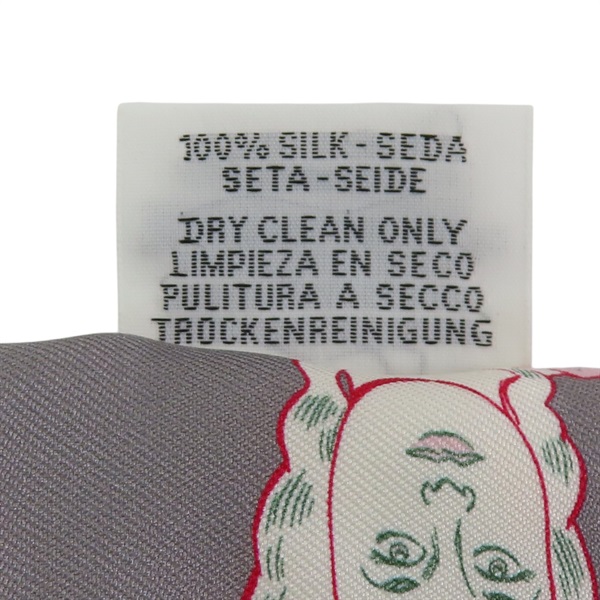 100% SILK - SEDA
SETA - SEIDE
DRY CLEAN ONLY
LIMPIEZA EN SECO
PULITURA A SECCO
TROCKENREINIGUNG